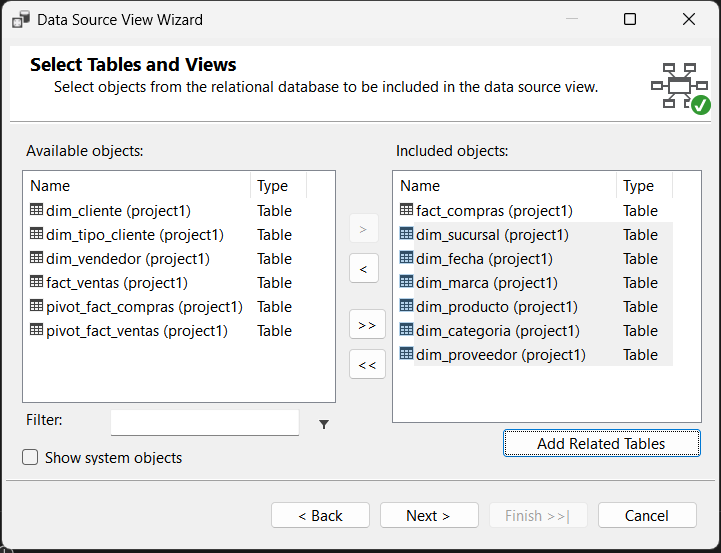 Data Source View Wizard
Select Tables and Views
Select objects from the relational database to be included in the data source view.
Available objects:
Name Type
dim_cliente (project1) Table
dim_tipo_cliente (project1) Table
dim_vendedor (project1) Table
fact_ventas (project1) Table
pivot_fact_compras (project1) Table
pivot_fact_ventas (project1) Table
Filter:
Show system objects
>
<
>>
<<
Included objects:
Name Type
fact_compras (project1) Table
dim_sucursal (project1) Table
dim_fecha (project1) Table
dim_marca (project1) Table
dim_producto (project1) Table
dim_categoria (project1) Table
dim_proveedor (project1) Table
Add Related Tables
< Back Next > Finish >>| Cancel